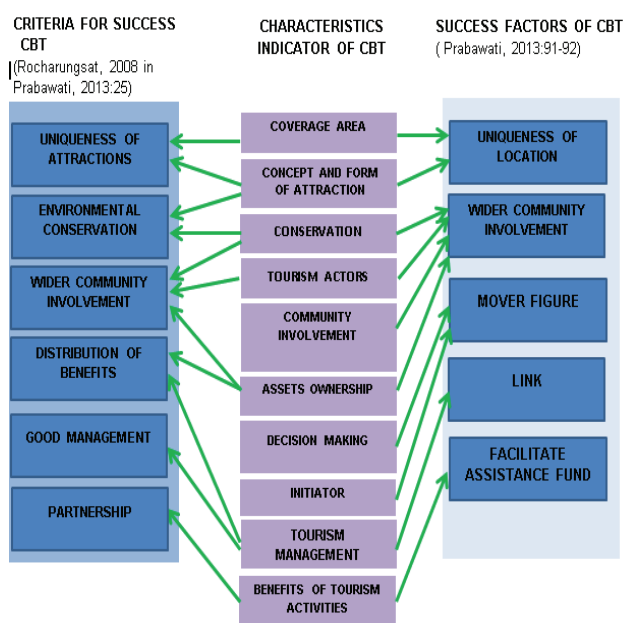 CRITERIA FOR SUCCESS
CBT
(Rocharungsat, 2008 in
Prabawati, 2013:25)
UNIQUENESS OF
ATTRACTIONS
ENVIRONMENTAL
CONSERVATION
WIDER COMMUNITY
INVOLVEMENT
DISTRIBUTION OF
BENEFITS
GOOD MANAGEMENT
PARTNERSHIP
CHARACTERISTICS
INDICATOR OF CBT
COVERAGE AREA
CONCEPT AND FORM
OF ATTRACTION
CONSERVATION
TOURISM ACTORS
COMMUNITY
INVOLVEMENT
ASSETS OWNERSHIP
DECISION MAKING
INITIATOR
TOURISM
MANAGEMENT
BENEFITS OF TOURISM
ACTIVITIES
SUCCESS FACTORS OF CBT
( Prabawati, 2013:91-92)
UNIQUENESS OF
LOCATION
WIDER COMMUNITY
INVOLVEMENT
MOVER FIGURE
LINK
FACILITATE
ASSISTANCE FUND